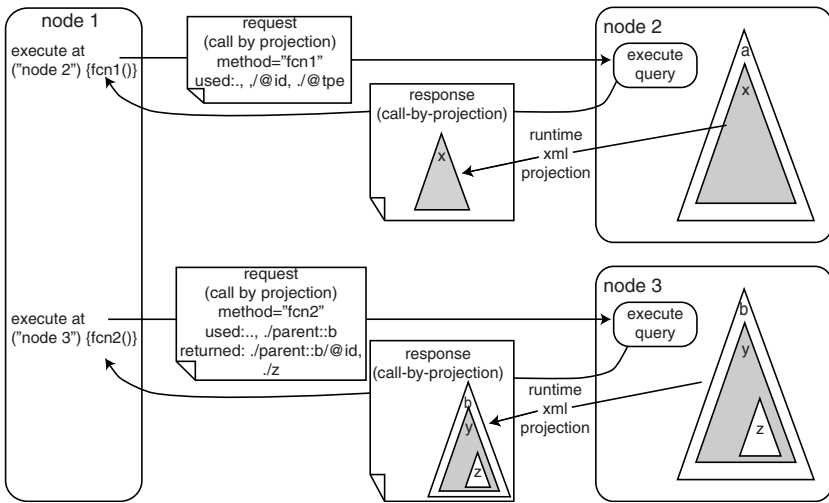 node 1
execute at
("node 2") {fcn1()}
request
(call by projection)
method="fcn1"
used:., ,/@id, ./@tpe
response
(call-by-projection)
x
runtime
xml
projection
node 2
execute
query
a
x
execute at
("node 3") {fcn2()}
request
(call by projection)
method="fcn2"
used:.., ./parent::b
returned: ./parent::b/@id,
./z
response
(call-by-projection)
b
y
z
runtime
xml
projection
node 3
execute
query
b
y
z